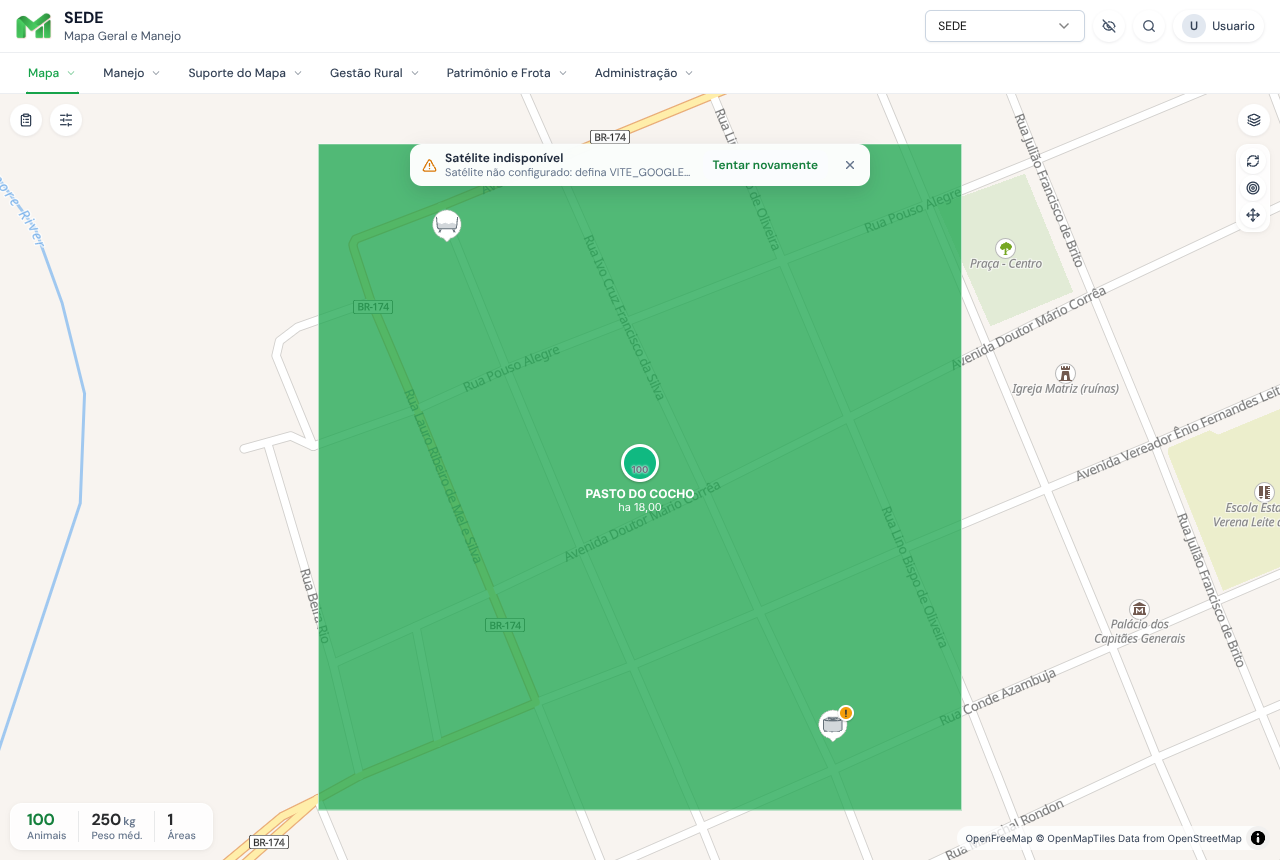 SEDE
Mapa Geral e Manejo
SEDE
U Usuario
Mapa
Manejo
Suporte do Mapa
Gestão Rural
Patrimônio e Frota
Administração
BR-174
Satélite indisponível
Satélite não configurado: defina VITE_GOOGLE...
Tentar novamente
Rua Julião Francisco de Brito
Rua Pouso Alegre
Praça - Centro
Rua Ivo Cruz Francisco da Silva
BR-174
Avenida Doutor Mário Corrêa
Rua Pouso Alegre
Igreja Matriz (ruínas)
Rua Lauro Ribeiro de Mel e Silva
Avenida Vereador Ênio Fernandes Leit
100
PASTO DO COCHO
ha 18,00
Avenida Doutor Mário Corrêa
Rua Lino Bispo de Oliveira
Escola Esta
Verena Leite
Rua Julião Francisco de Brito
Rua Beira Rio
BR-174
Palácio dos
Capitães Generais
Rua Conde Azambuja
!
100
Animais
250 kg
Peso méd.
1
Áreas
BR-174
Rondon
OpenFreeMap © OpenMapTiles Data from OpenStreetMap